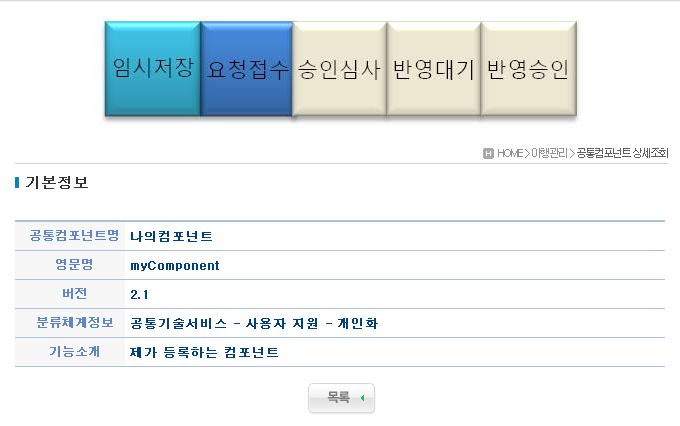 임시저장 요청접수 승인심사 반영대기 반영승인
H HOME > 이행관리 > 공통컴포넌트 상세조회
기본정보
공통컴포넌트명 나의컴포넌트
영문명 myComponent
버전 2.1
분류체계정보 공통기술서비스 - 사용자 지원 - 개인화
기능소개 제가 등록하는 컴포넌트
목록